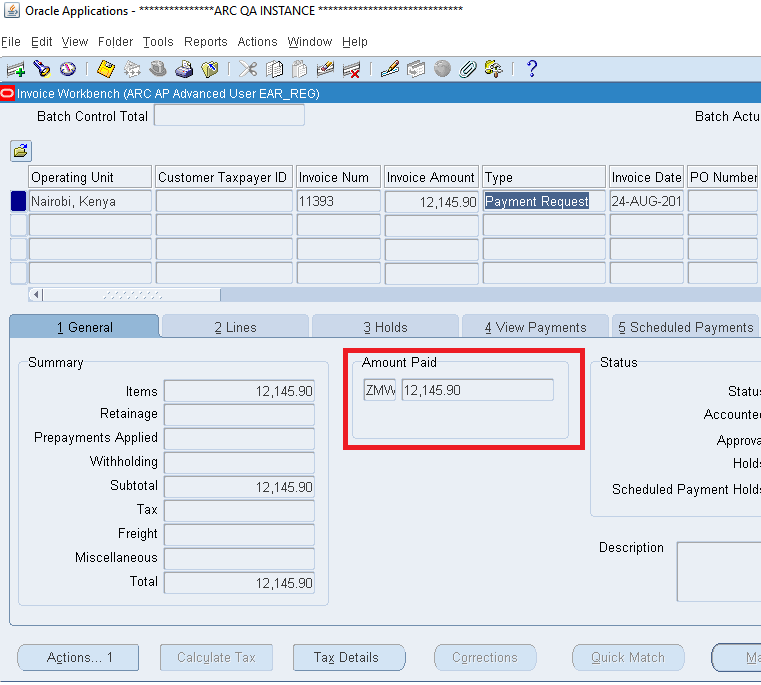 Oracle Applications - ***************ARC QA INSTANCE *****************************
File Edit View Folder Tools Reports Actions Window Help
Invoice Workbench (ARC AP Advanced User EAR_REG)
Batch Control Total Batch Actu
Operating Unit Customer Taxpayer ID Invoice Num Invoice Amount Type Invoice Date PO Number
Nairobi, Kenya 11393 12,145.90 Payment Request 24-AUG-201
1 General 2 Lines 3 Holds 4 View Payments 5 Scheduled Payments
Summary Amount Paid Status
Items 12,145.90 ZMW 12,145.90 Status
Retainage Accounted
Prepayments Applied Approva
Withholding Holds
Subtotal 12,145.90 Scheduled Payment Holds
Tax
Freight
Miscellaneous Description
Total 12,145.90
Actions... 1 Calculate Tax Tax Details Corrections Quick Match Ma